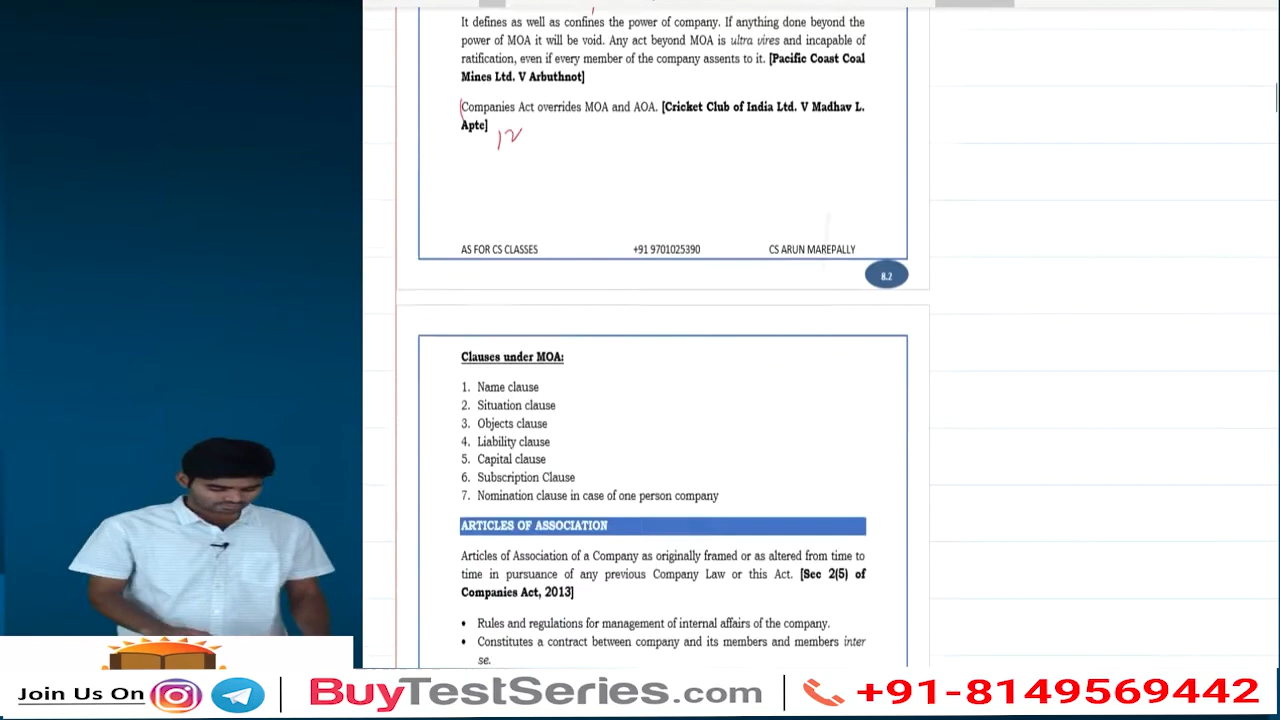 It defines as well as confines the power of company. If anything done beyond the
power of MOA it will be void. Any act beyond MOA is ultra vires and incapable of
ratification, even if every member of the company assents to it. [Pacific Coast Coal
Mines Ltd. V Arbuthnot]
Companies Act overrides MOA and AOA. [Cricket Club of India Ltd. V Madhav L.
Apte]
AS FOR CS CLASSES +91 9701025390 CS ARUN MAREPALLY
8.2
Clauses under MOA:
1. Name clause
2. Situation clause
3. Objects clause
4. Liability clause
5. Capital clause
6. Subscription Clause
7. Nomination clause in case of one person company
ARTICLES OF ASSOCIATION
Articles of Association of a Company as originally framed or as altered from time to
time in pursuance of any previous Company Law or this Act. [Sec 2(5) of
Companies Act, 2013]
• Rules and regulations for management of internal affairs of the company.
• Constitutes a contract between company and its members and members inter
se.
Join Us On BuyTestSeries.com +91-8149569442